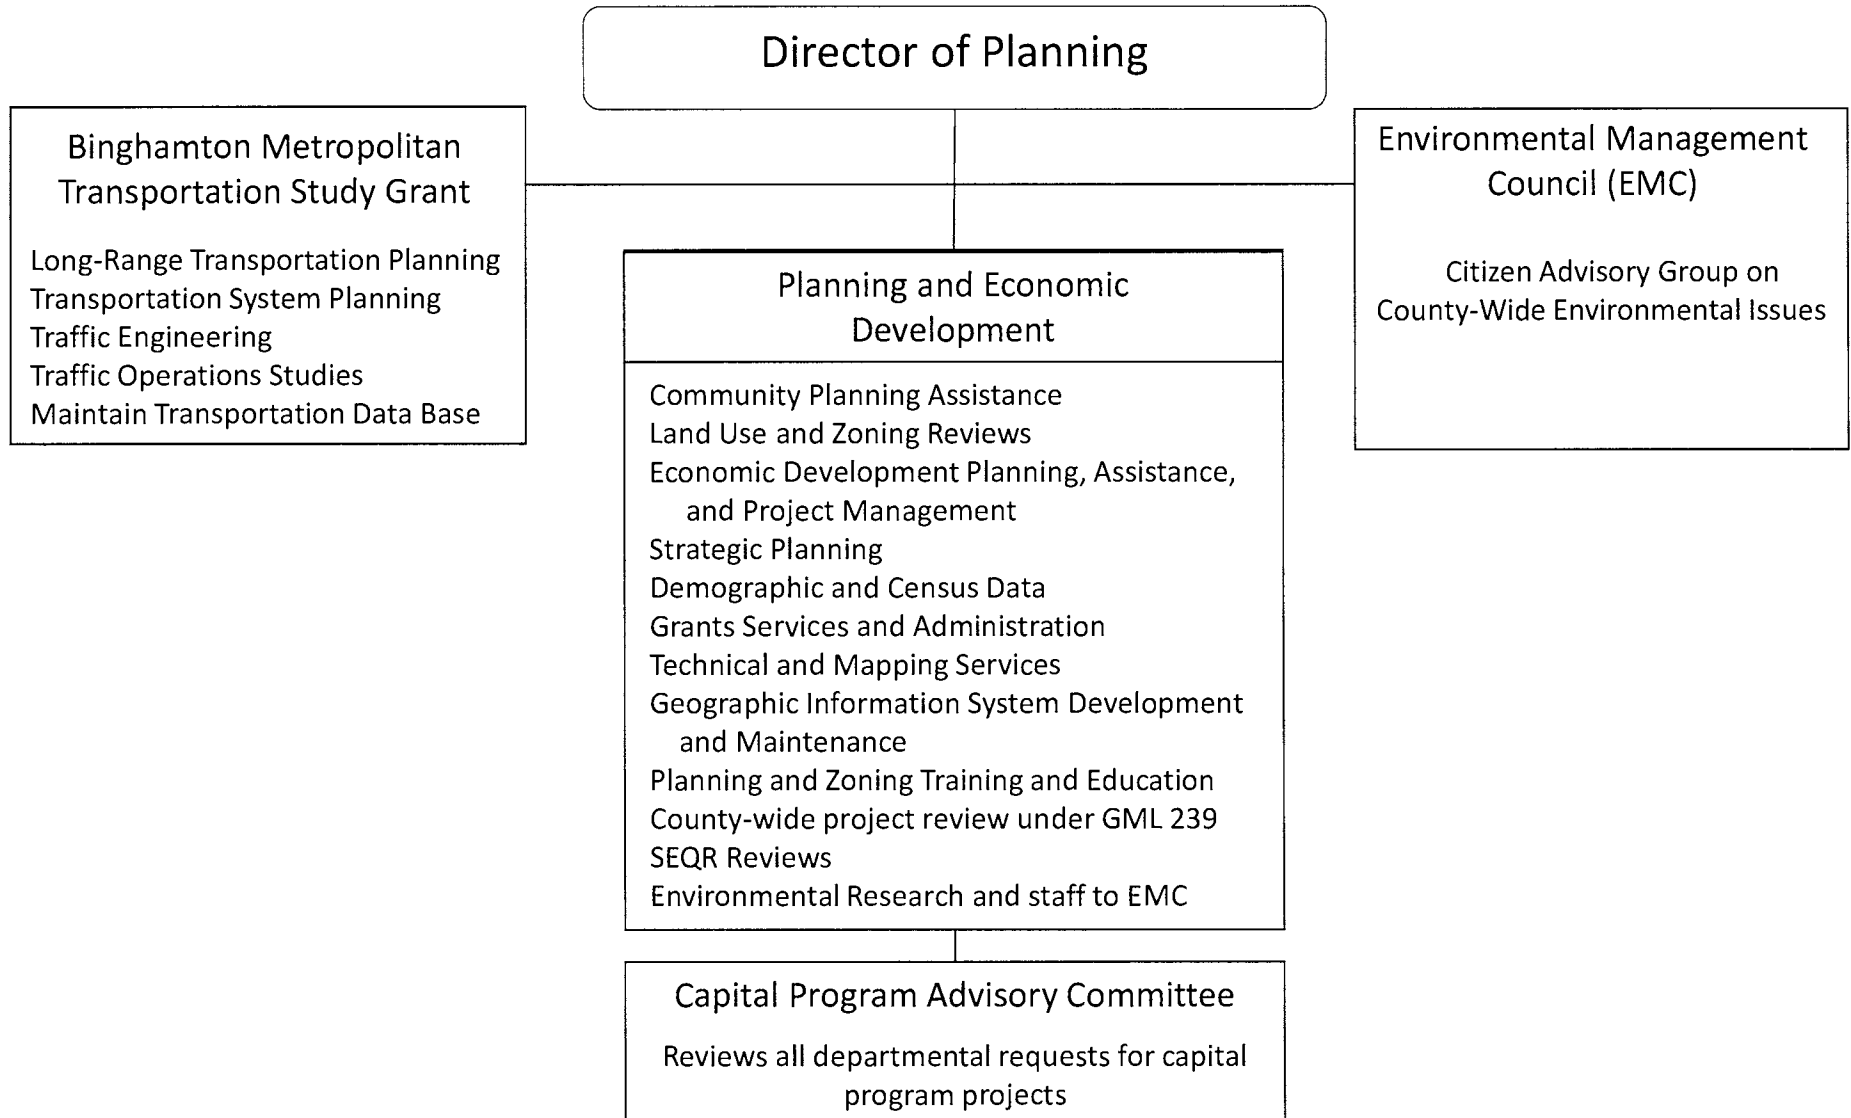 Director of Planning
Binghamton Metropolitan
Transportation Study Grant
Long-Range Transportation Planning
Transportation System Planning
Traffic Engineering
Traffic Operations Studies
Maintain Transportation Data Base
Environmental Management
Council (EMC)
Citizen Advisory Group on
County-Wide Environmental Issues
Planning and Economic
Development
Community Planning Assistance
Land Use and Zoning Reviews
Economic Development Planning, Assistance,
and Project Management
Strategic Planning
Demographic and Census Data
Grants Services and Administration
Technical and Mapping Services
Geographic Information System Development
and Maintenance
Planning and Zoning Training and Education
County-wide project review under GML 239
SEQR Reviews
Environmental Research and staff to EMC
Capital Program Advisory Committee
Reviews all departmental requests for capital
program projects